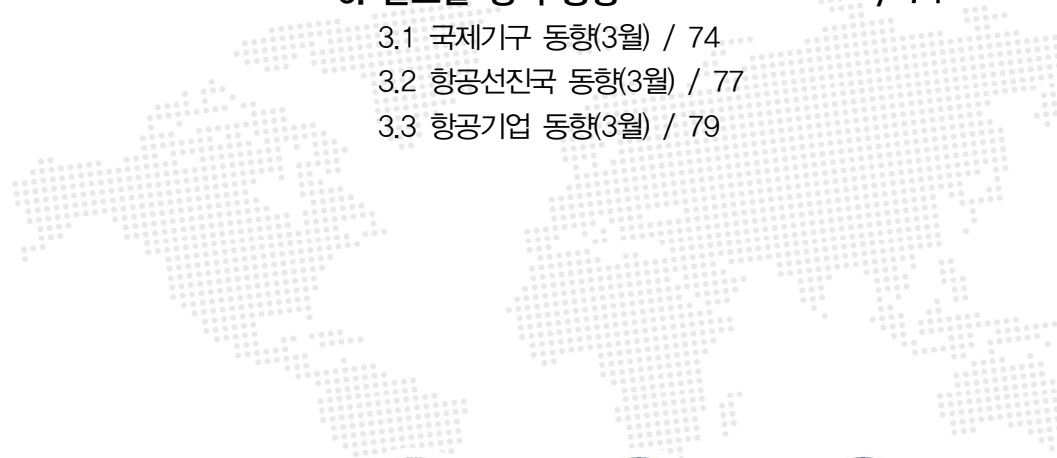 3.1 국제기구 동향(3월) / 74
3.2 항공선진국 동향(3월) / 77
3.3 항공기업 동향(3월) / 79